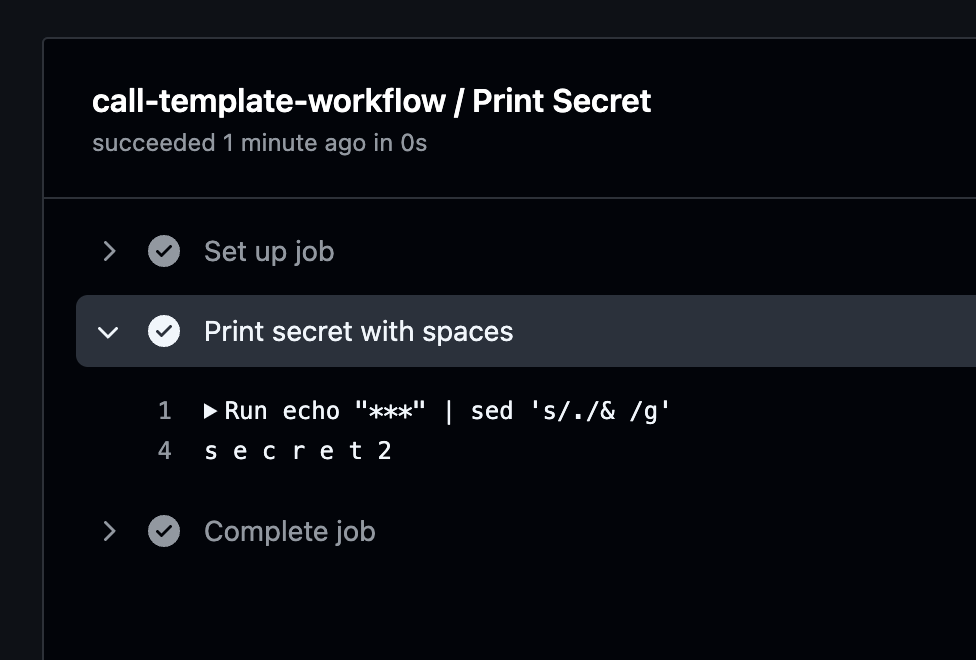 call-template-workflow / Print Secret
succeeded 1 minute ago in 0s
Set up job
Print secret with spaces
1 Run echo "***" | sed 's/./& /g'
4 s e c r e t 2
Complete job